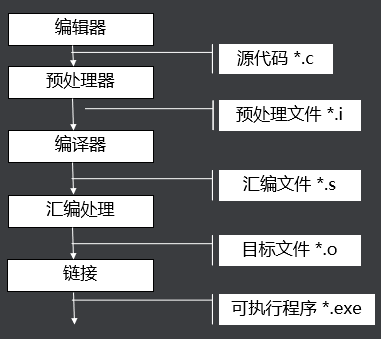 编辑器
源代码 *.c
预处理器
预处理文件 *.i
编译器
汇编文件 *.s
汇编处理
目标文件 *.o
链接
可执行程序 *.exe